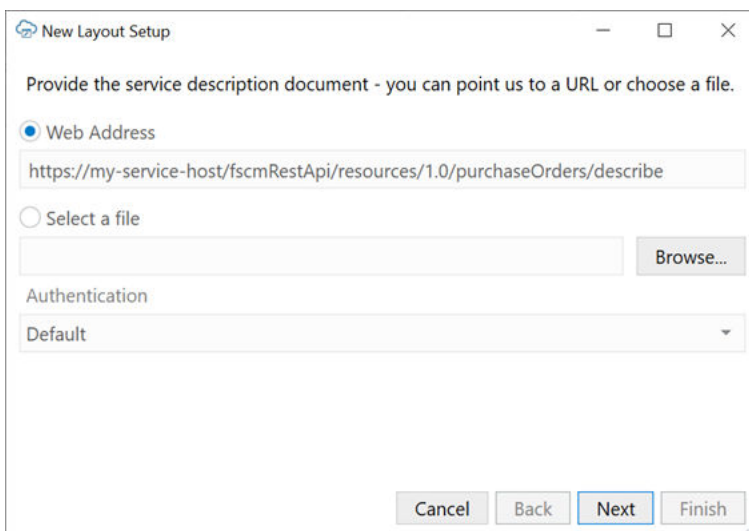 New Layout Setup
Provide the service description document - you can point us to a URL or choose a file.
Web Address
https://my-service-host/fscmRestApi/resources/1.0/purchaseOrders/describe
Select a file
Browse...
Authentication
Default
Cancel Back Next Finish